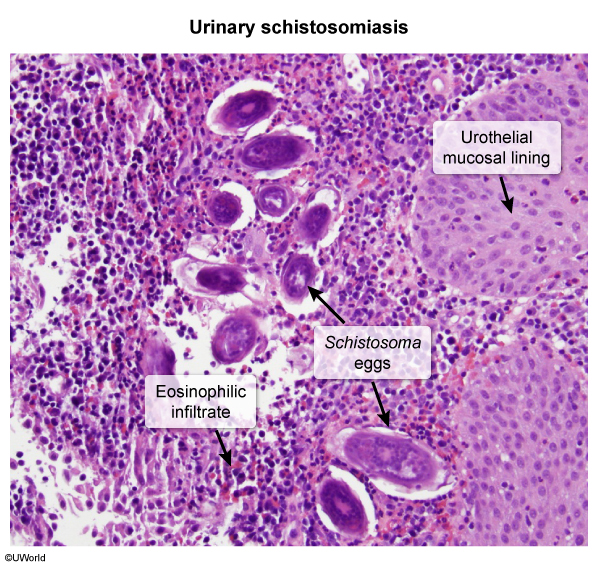 Urinary schistosomiasis
Urothelial
mucosal lining
Schistosoma
eggs
Eosinophilic
infiltrate
©UWorld